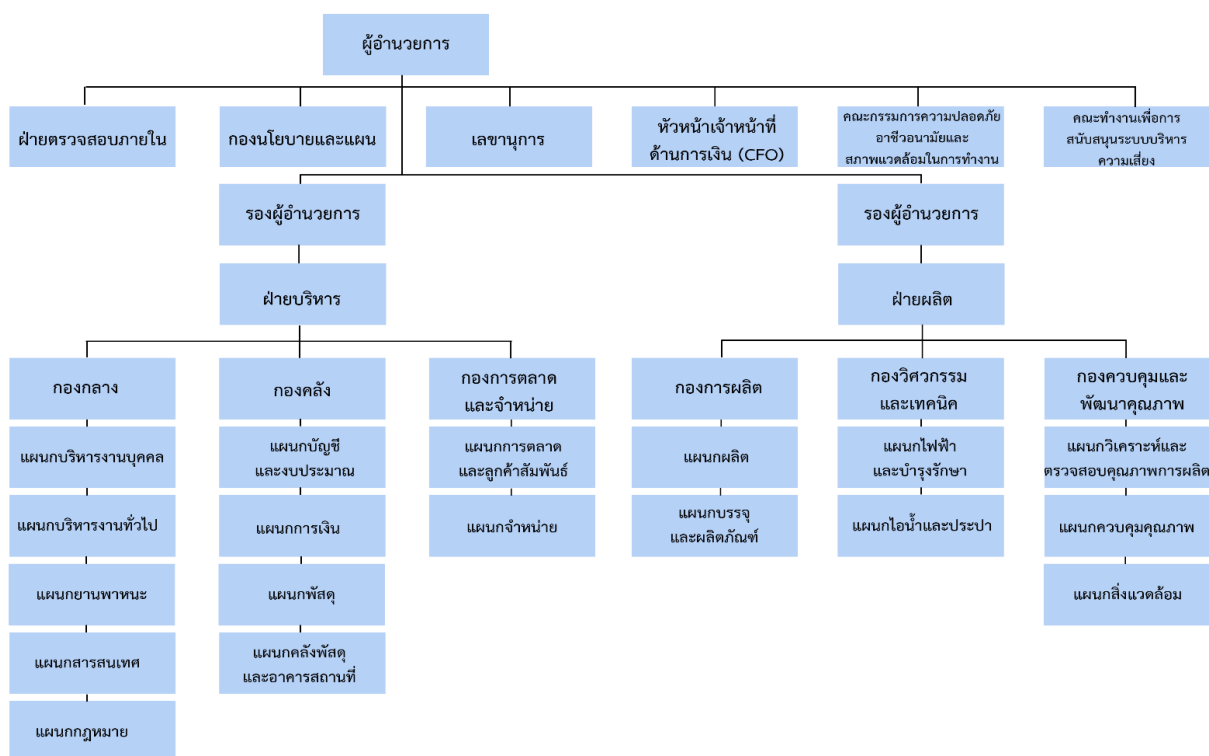 ผู้อำนวยการ
ฝ่ายตรวจสอบภายใน
กองนโยบายและแผน
เลขานุการ
หัวหน้าเจ้าหน้าที่
ด้านการเงิน (CFO)
คณะกรรมการความปลอดภัย
อาชีวอนามัยและ
สภาพแวดล้อมในการทำงาน
คณะทำงานเพื่อการ
สนับสนุนระบบบริหาร
ความเสี่ยง
รองผู้อำนวยการ
รองผู้อำนวยการ
ฝ่ายบริหาร
ฝ่ายผลิต
กองกลาง
กองคลัง
กองการตลาด
และจำหน่าย
กองการผลิต
กองวิศวกรรม
และเทคนิค
กองควบคุมและ
พัฒนาคุณภาพ
แผนกบริหารงานบุคคล
แผนกบัญชี
และงบประมาณ
แผนกการตลาด
และลูกค้าสัมพันธ์
แผนกผลิต
แผนกไฟฟ้า
และบำรุงรักษา
แผนกวิเคราะห์และ
ตรวจสอบคุณภาพการผลิต
แผนกบริหารงานทั่วไป
แผนกการเงิน
แผนกจำหน่าย
แผนกบรรจุ
และผลิตภัณฑ์
แผนกไอน้ำและประปา
แผนกควบคุมคุณภาพ
แผนกยานพาหนะ
แผนกพัสดุ
แผนกสิ่งแวดล้อม
แผนกสารสนเทศ
แผนกคลังพัสดุ
และอาคารสถานที่
แผนกกฎหมาย